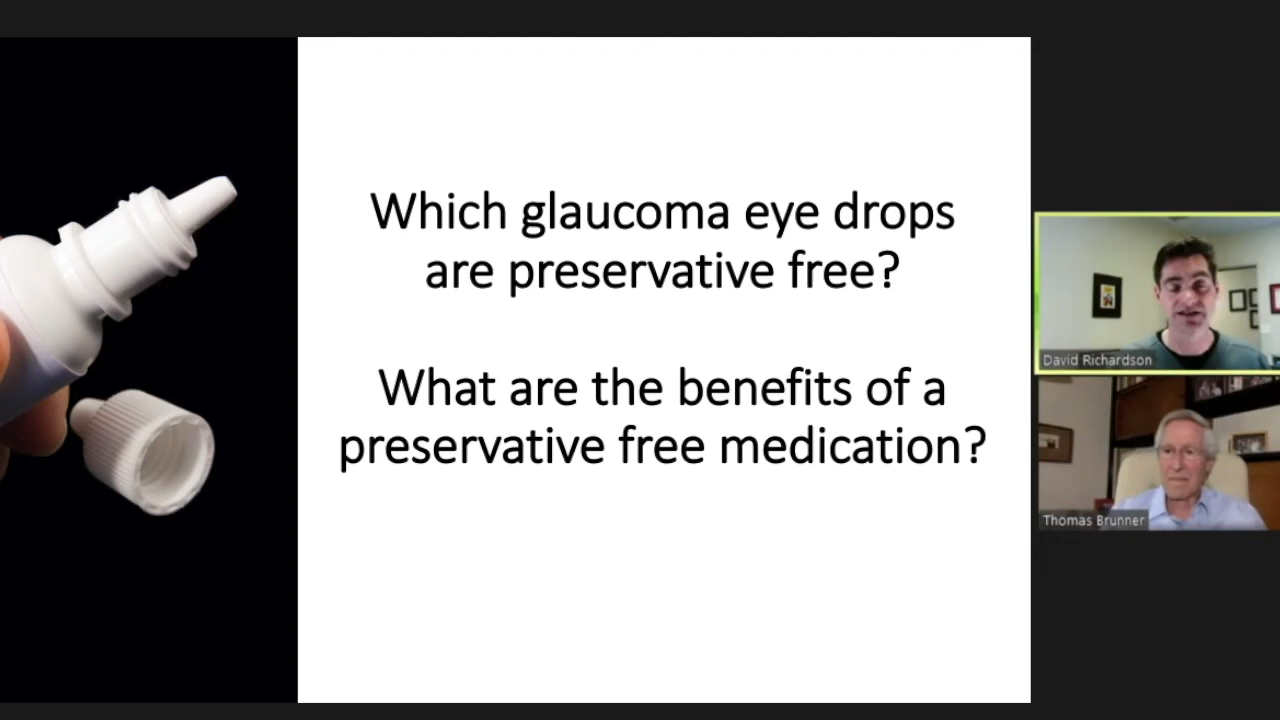 Which glaucoma eye drops
are preservative free?
What are the benefits of a
preservative free medication?
David Richardson
Thomas Brunner